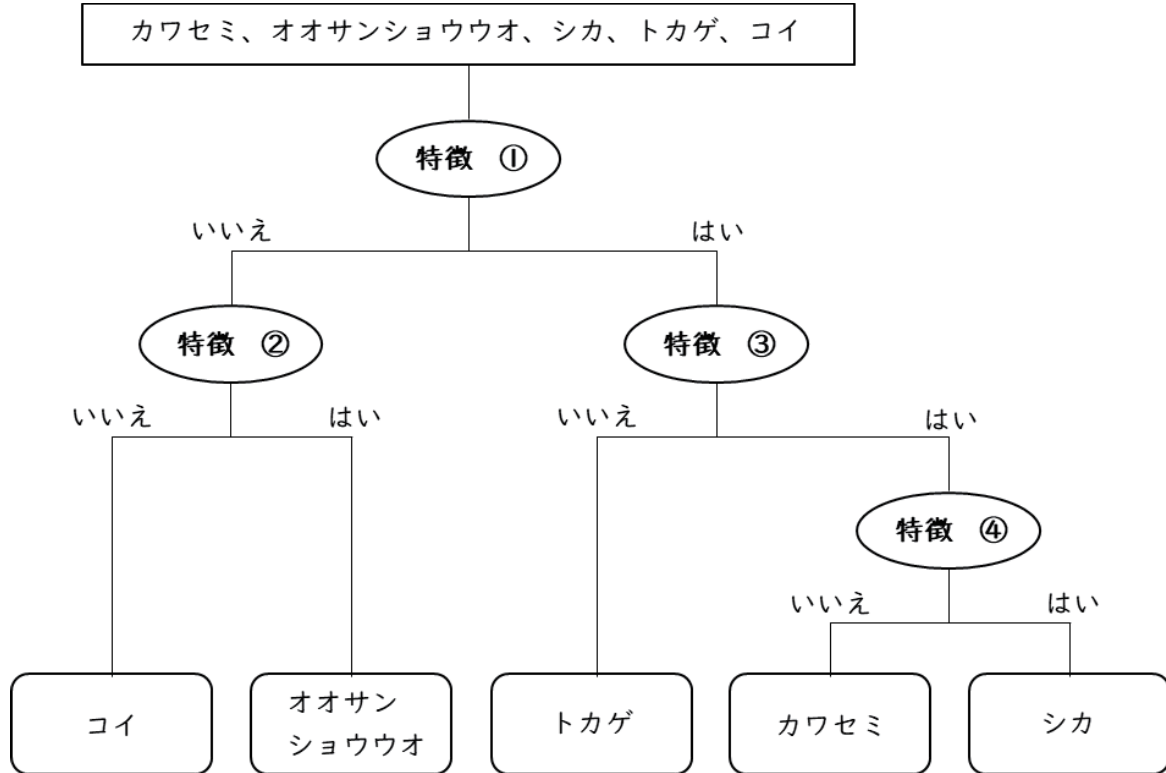 カワセミ、オオサンショウウオ、シカ、トカゲ、コイ
特徴 ①
いいえ はい
特徴 ② 特徴 ③
いいえ はい いいえ はい
特徴 ④
いいえ はい
コイ
オオサン
ショウウオ
トカゲ
カワセミ
シカ